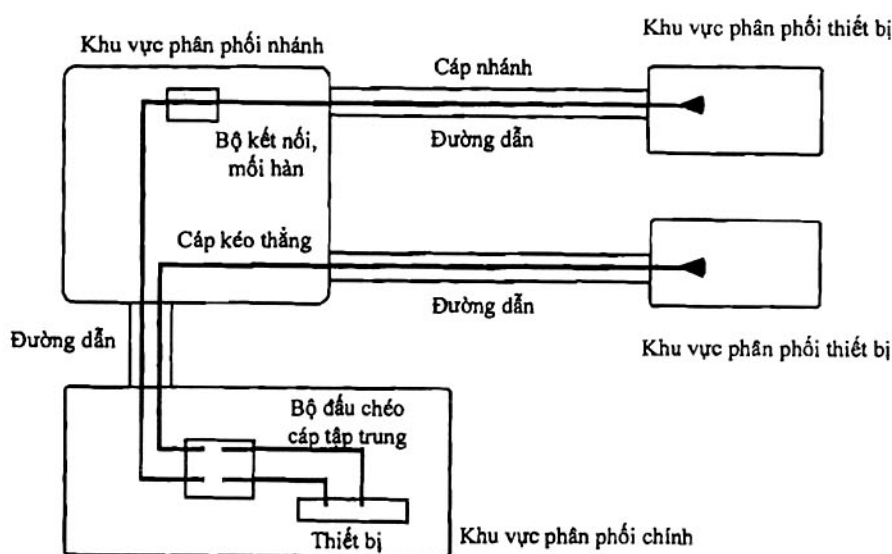 Khu vực phân phối nhánh
Khu vực phân phối thiết bị
Cáp nhánh
Bộ kết nối,
mối hàn
Đường dẫn
Cáp kéo thẳng
Đường dẫn
Đường dẫn
Khu vực phân phối thiết bị
Bộ đấu chéo
cáp tập trung
Thiết bị
Khu vực phân phối chính